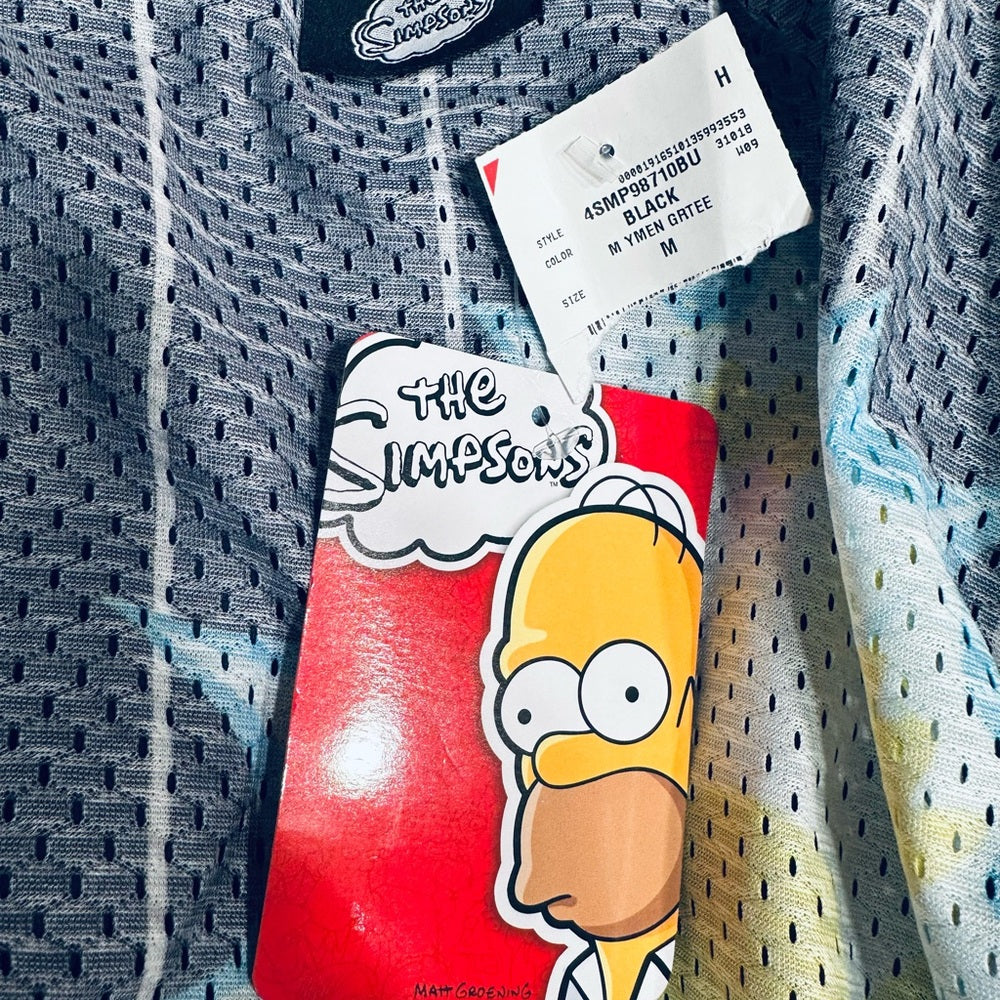 THE
SIMPSONS
H
00001916510135993553
4SMP98710BU 31018
STYLE BLACK W09
COLOR M YMEN GRTEE
SIZE M
THE
SIMPSONS
TM
MATT GROENING